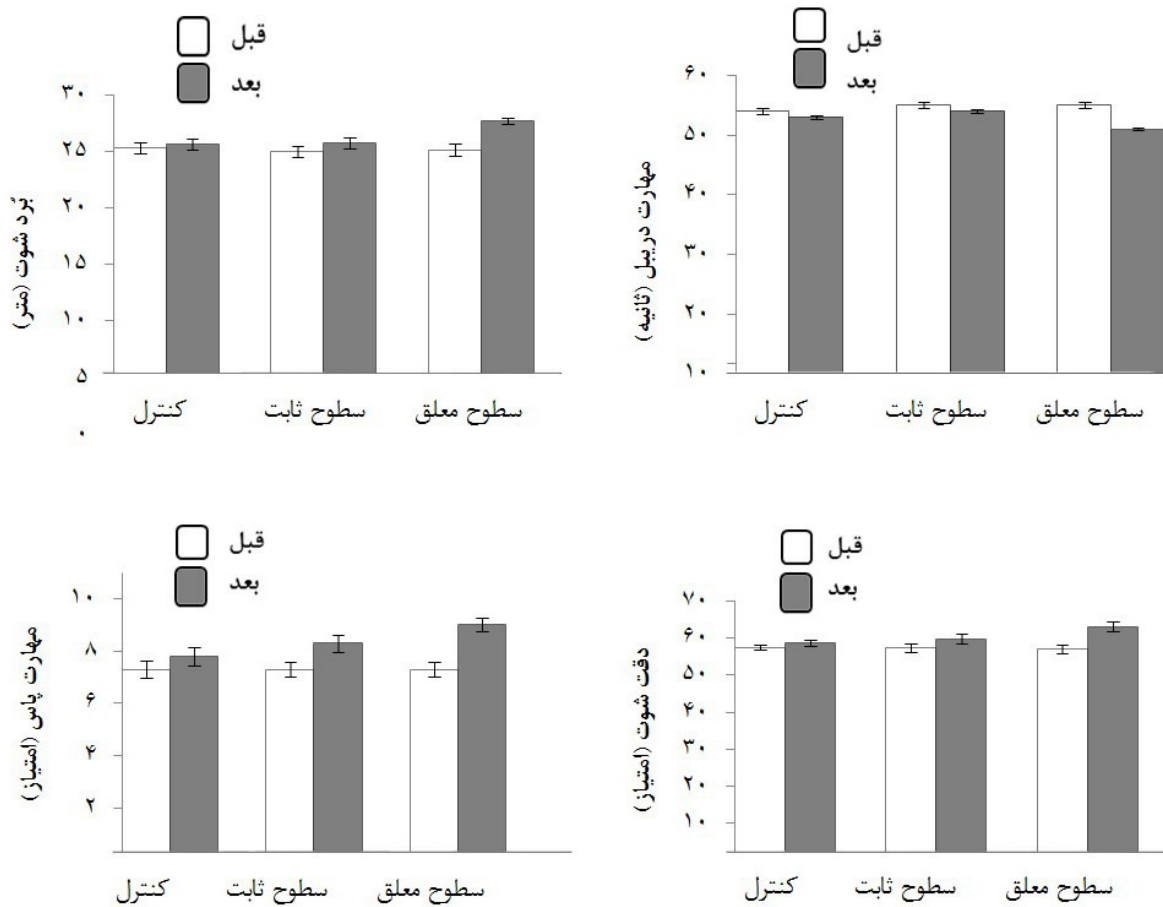 قبل
بعد
برد شوت (متر)
۳۰
۲۵
۲۰
۱۵
۱۰
۵
۰
کنترل
سطوح ثابت
سطوح معلق
قبل
بعد
مهارت دریبل (ثانیه)
۶۰
۵۰
۴۰
۳۰
۲۰
۱۰
کنترل
سطوح ثابت
سطوح معلق
قبل
بعد
مهارت پاس (امتیاز)
۱۰
۸
۶
۴
۲
کنترل
سطوح ثابت
سطوح معلق
قبل
بعد
دقت شوت (امتیاز)
۷۰
۶۰
۵۰
۴۰
۳۰
۲۰
۱۰
کنترل
سطوح ثابت
سطوح معلق